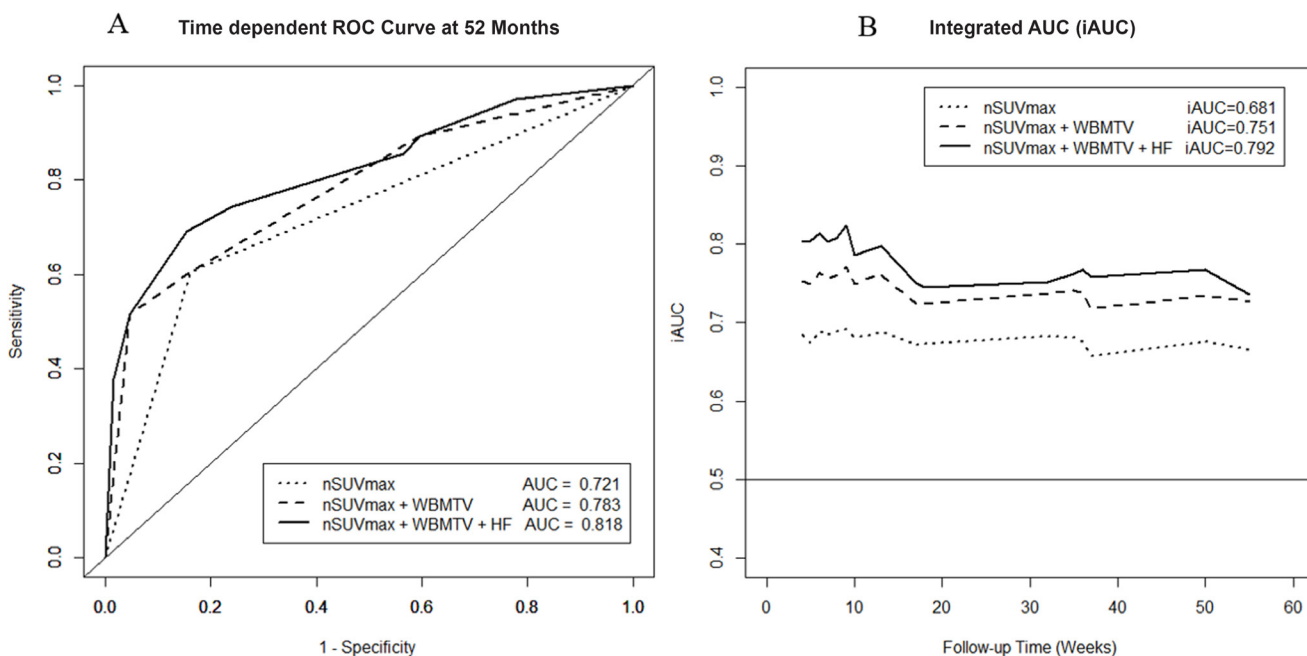 A
Time dependent ROC Curve at 52 Months
Sensitivity
1.0
0.8
0.6
0.4
0.2
0.0
nSUVmax AUC = 0.721
nSUVmax + WBMTV AUC = 0.783
nSUVmax + WBMTV + HF AUC = 0.818
0.0 0.2 0.4 0.6 0.8 1.0
1 - Specificity
B
Integrated AUC (iAUC)
iAUC
1.0
0.9
0.8
0.7
0.6
0.5
0.4
nSUVmax iAUC=0.681
nSUVmax + WBMTV iAUC=0.751
nSUVmax + WBMTV + HF iAUC=0.792
0 10 20 30 40 50 60
Follow-up Time (Weeks)